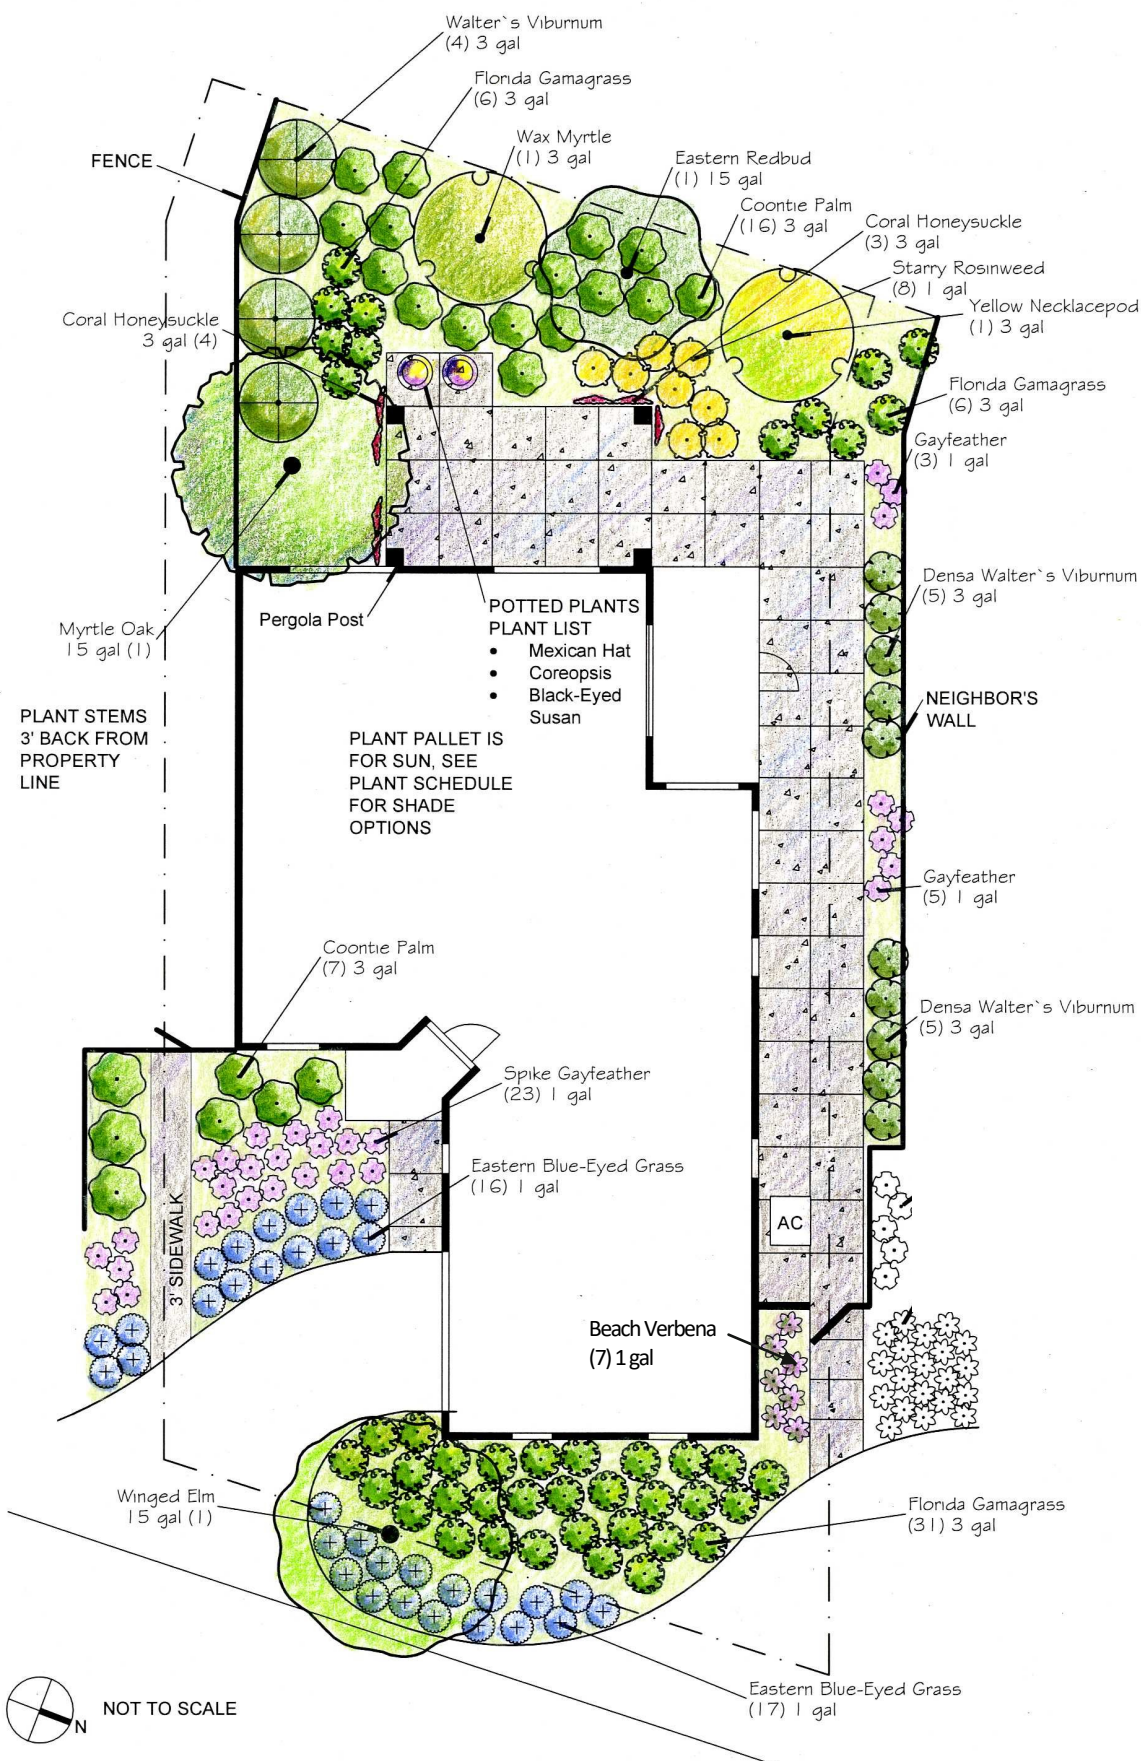 Walter`s Viburnum
(4) 3 gal
Florida Gamagrass
(6) 3 gal
Wax Myrtle
(1) 3 gal
FENCE
Eastern Redbud
(1) 15 gal
Coontie Palm
(16) 3 gal
Coral Honeysuckle
(3) 3 gal
Starry Rosinweed
(8) 1 gal
Yellow Necklacepod
(1) 3 gal
Coral Honeysuckle
3 gal (4)
Florida Gamagrass
(6) 3 gal
Gayfeather
(3) 1 gal
Densa Walter`s Viburnum
(5) 3 gal
Pergola Post
POTTED PLANTS
PLANT LIST
• Mexican Hat
• Coreopsis
• Black-Eyed
Susan
Myrtle Oak
15 gal (1)
NEIGHBOR'S
WALL
PLANT STEMS
3' BACK FROM
PROPERTY
LINE
PLANT PALLET IS
FOR SUN, SEE
PLANT SCHEDULE
FOR SHADE
OPTIONS
Gayfeather
(5) 1 gal
Coontie Palm
(7) 3 gal
Densa Walter`s Viburnum
(5) 3 gal
Spike Gayfeather
(23) 1 gal
Eastern Blue-Eyed Grass
(16) 1 gal
3' SIDEWALK
AC
Beach Verbena
(7) 1 gal
Winged Elm
15 gal (1)
Florida Gamagrass
(31) 3 gal
Eastern Blue-Eyed Grass
(17) 1 gal
N
NOT TO SCALE